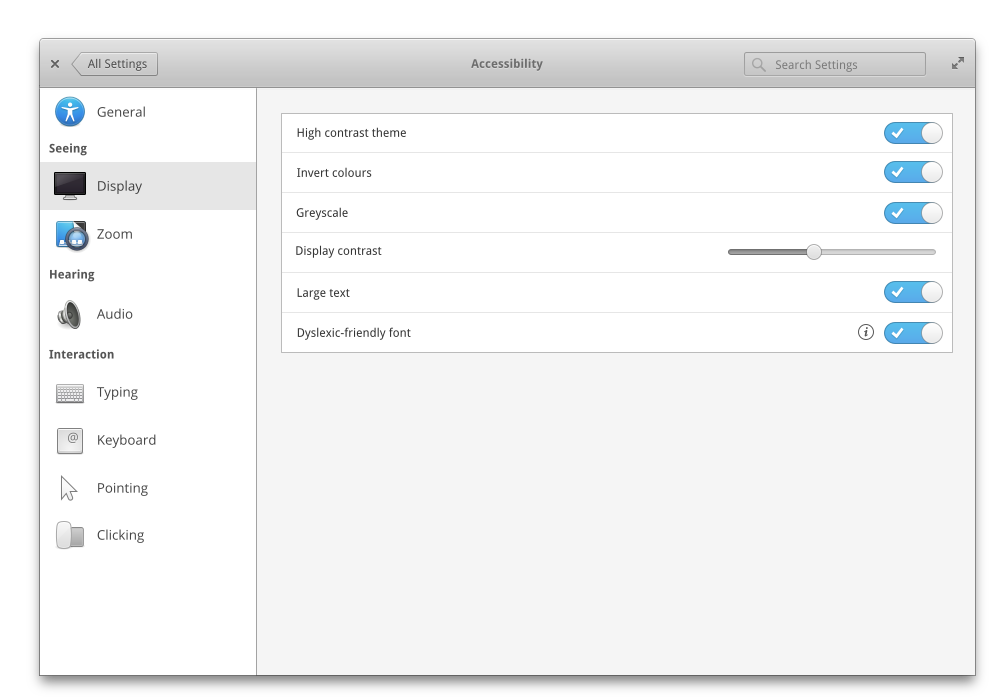 All Settings
Accessibility
Search Settings
General
Seeing
Display
Zoom
Hearing
Audio
Interaction
Typing
@
Keyboard
Pointing
Clicking
High contrast theme
Invert colours
Greyscale
Display contrast
Large text
Dyslexic-friendly font
i